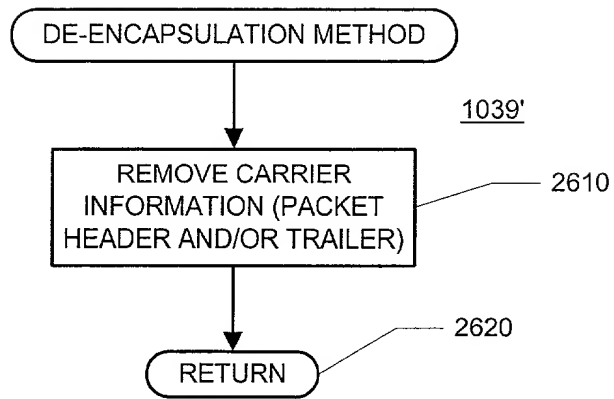 DE-ENCAPSULATION METHOD
1039'
REMOVE CARRIER
INFORMATION (PACKET
HEADER AND/OR TRAILER)
2610
2620
RETURN